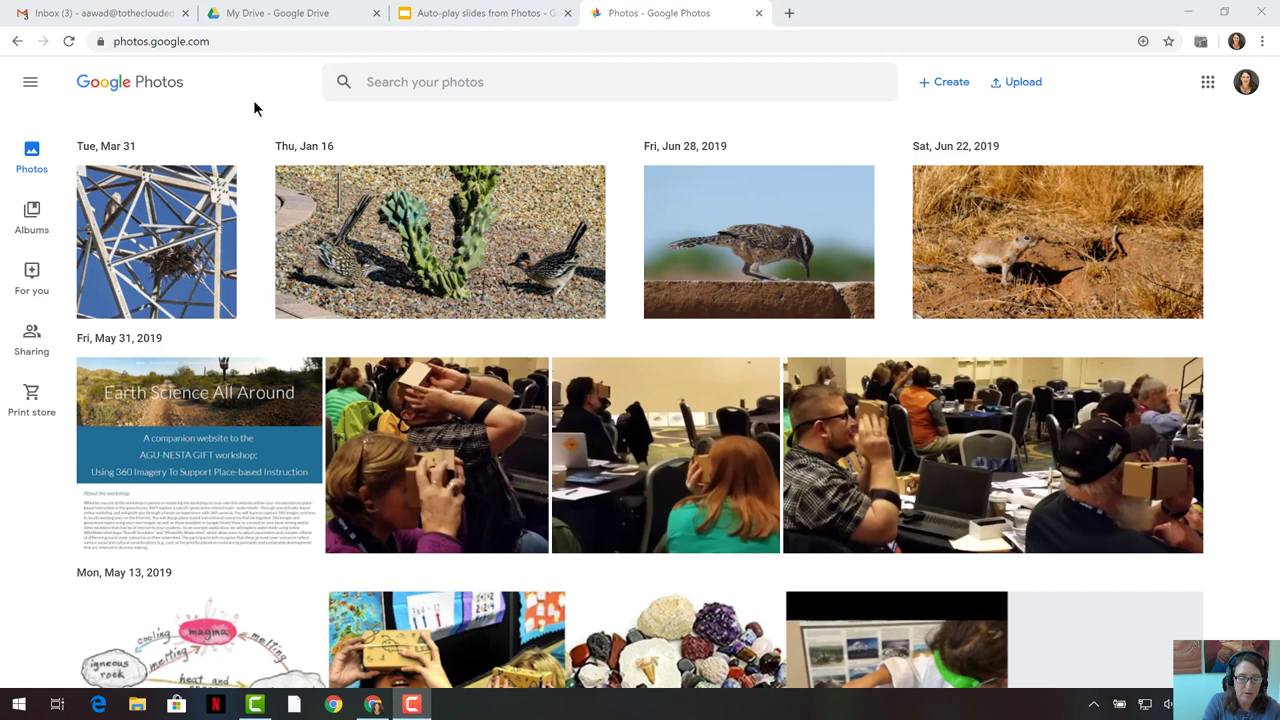 Inbox (3) - aawad@totheclouded
My Drive - Google Drive
Auto-play slides from Photos - G
Photos - Google Photos
photos.google.com
Google Photos
Search your photos
Create
Upload
Photos
Albums
For you
Sharing
Print store
Tue, Mar 31
Thu, Jan 16
Fri, Jun 28, 2019
Sat, Jun 22, 2019
Fri, May 31, 2019
Earth Science All Around
A companion website to the
AGU-NESTA GIFT workshop:
Using 360 Imagery To Support Place-based Instruction
About the workshop
Mon, May 13, 2019
cooling
magma
melting
igneous
rock
melting
heat and